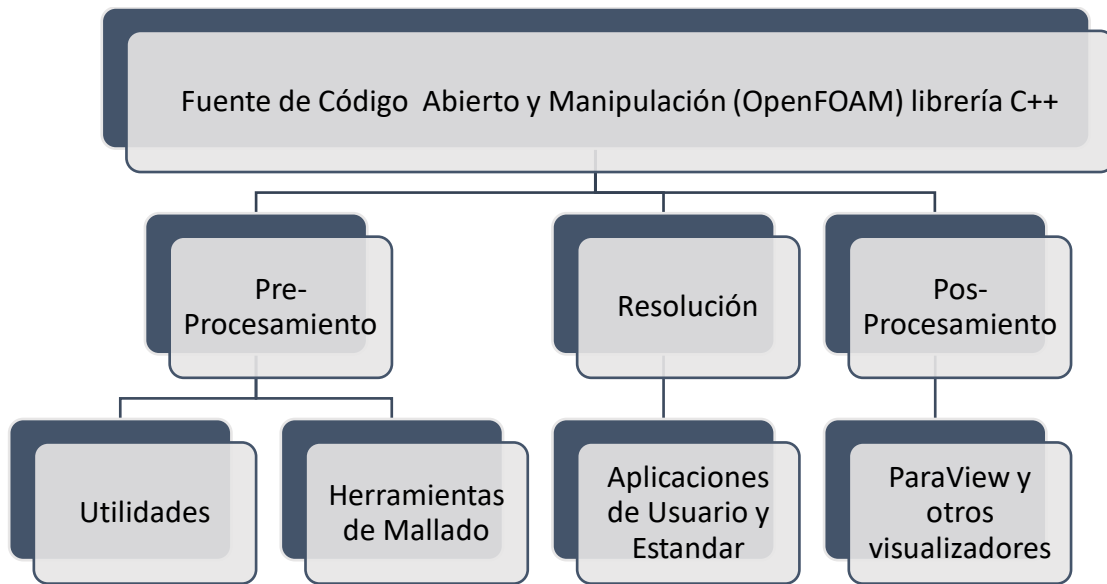 Fuente de Código Abierto y Manipulación (OpenFOAM) librería C++
Pre-
Procesamiento
Resolución
Pos-
Procesamiento
Utilidades
Herramientas
de Mallado
Aplicaciones
de Usuario y
Estandar
ParaView y
otros
visualizadores